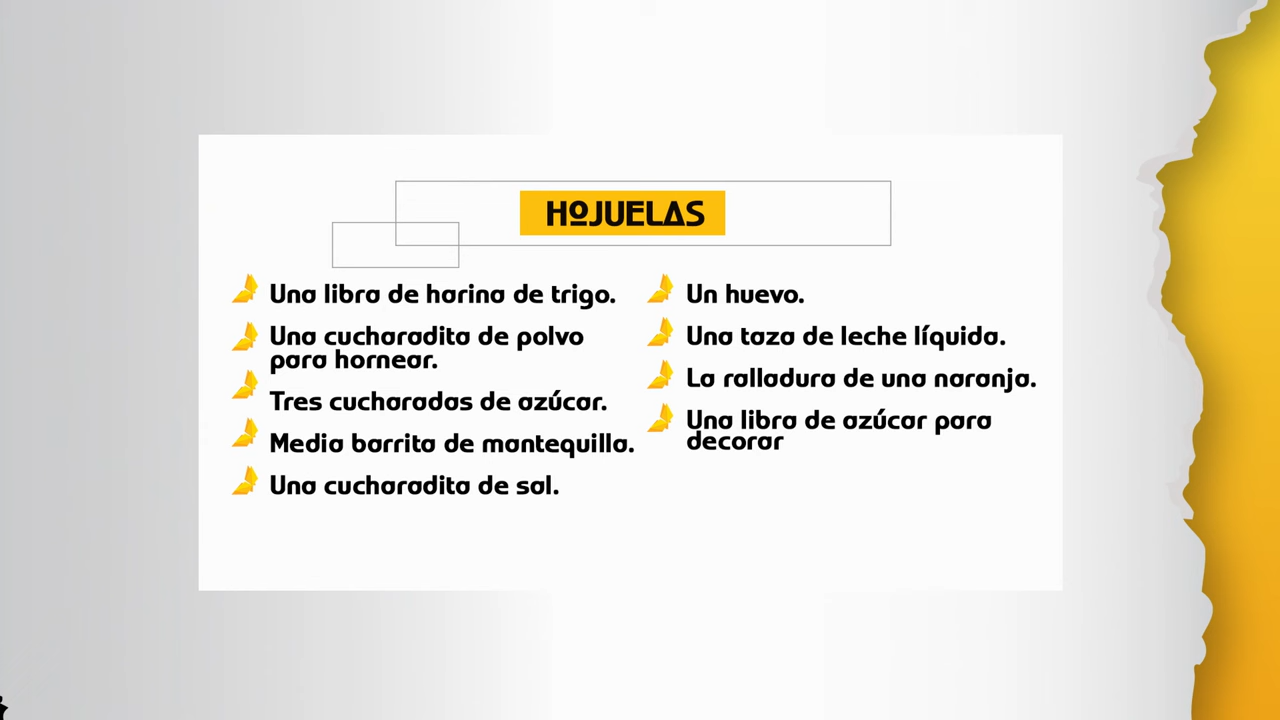 HOJUELAS
Una libra de harina de trigo.
Una cucharadita de polvo
para hornear.
Tres cucharadas de azúcar.
Media barrita de mantequilla.
Una cucharadita de sal.
Un huevo.
Una taza de leche líquida.
La ralladura de una naranja.
Una libra de azúcar para
decorar